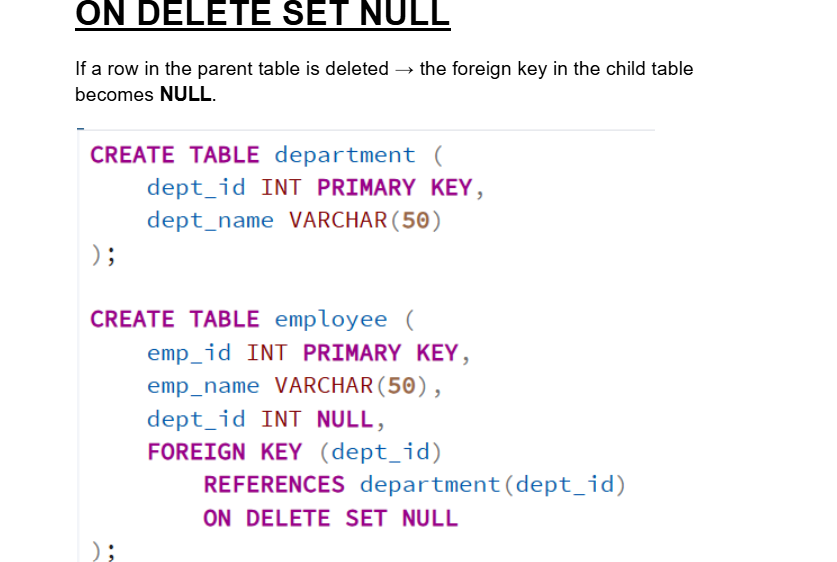 ON DELETE SET NULL
If a row in the parent table is deleted → the foreign key in the child table
becomes NULL.
CREATE TABLE department (
    dept_id INT PRIMARY KEY,
    dept_name VARCHAR(50)
);
CREATE TABLE employee (
    emp_id INT PRIMARY KEY,
    emp_name VARCHAR(50),
    dept_id INT NULL,
    FOREIGN KEY (dept_id)
        REFERENCES department(dept_id)
        ON DELETE SET NULL
);